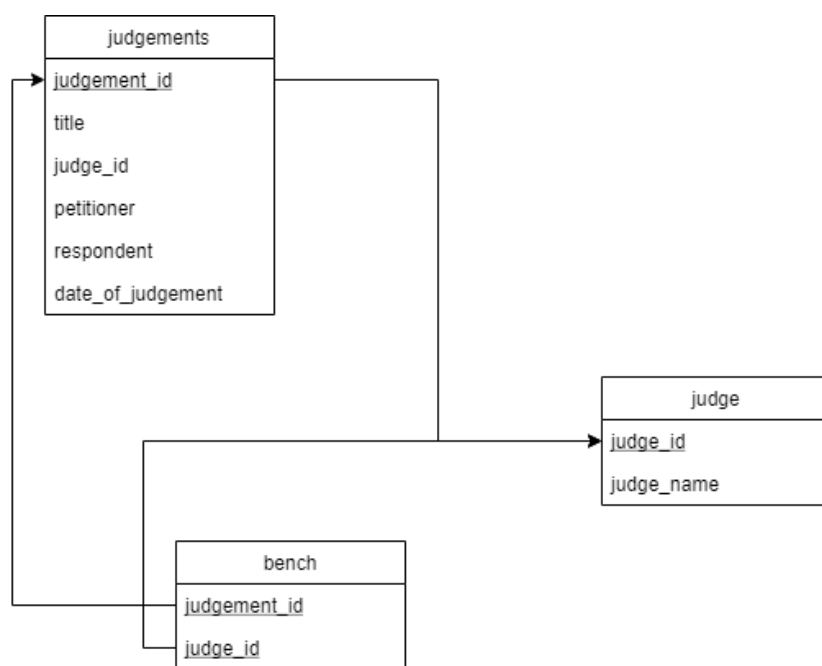 judgements
judgement_id
title
judge_id
petitioner
respondent
date_of_judgement
judge
judge_id
judge_name
bench
judgement_id
judge_id